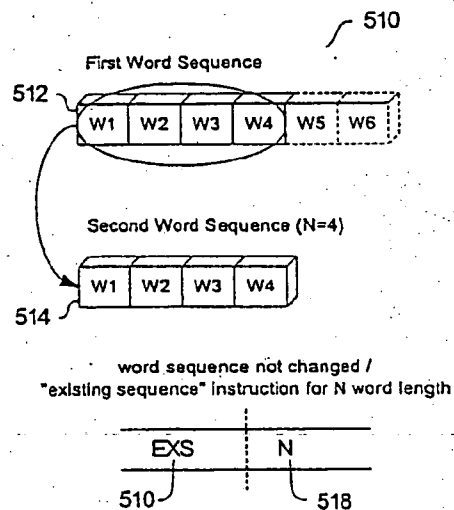 510
First Word Sequence
512
W1 W2 W3 W4 W5 W6
Second Word Sequence (N=4)
W1 W2 W3 W4
514
word sequence not changed /
"existing sequence" instruction for N word length
EXS N
510 518